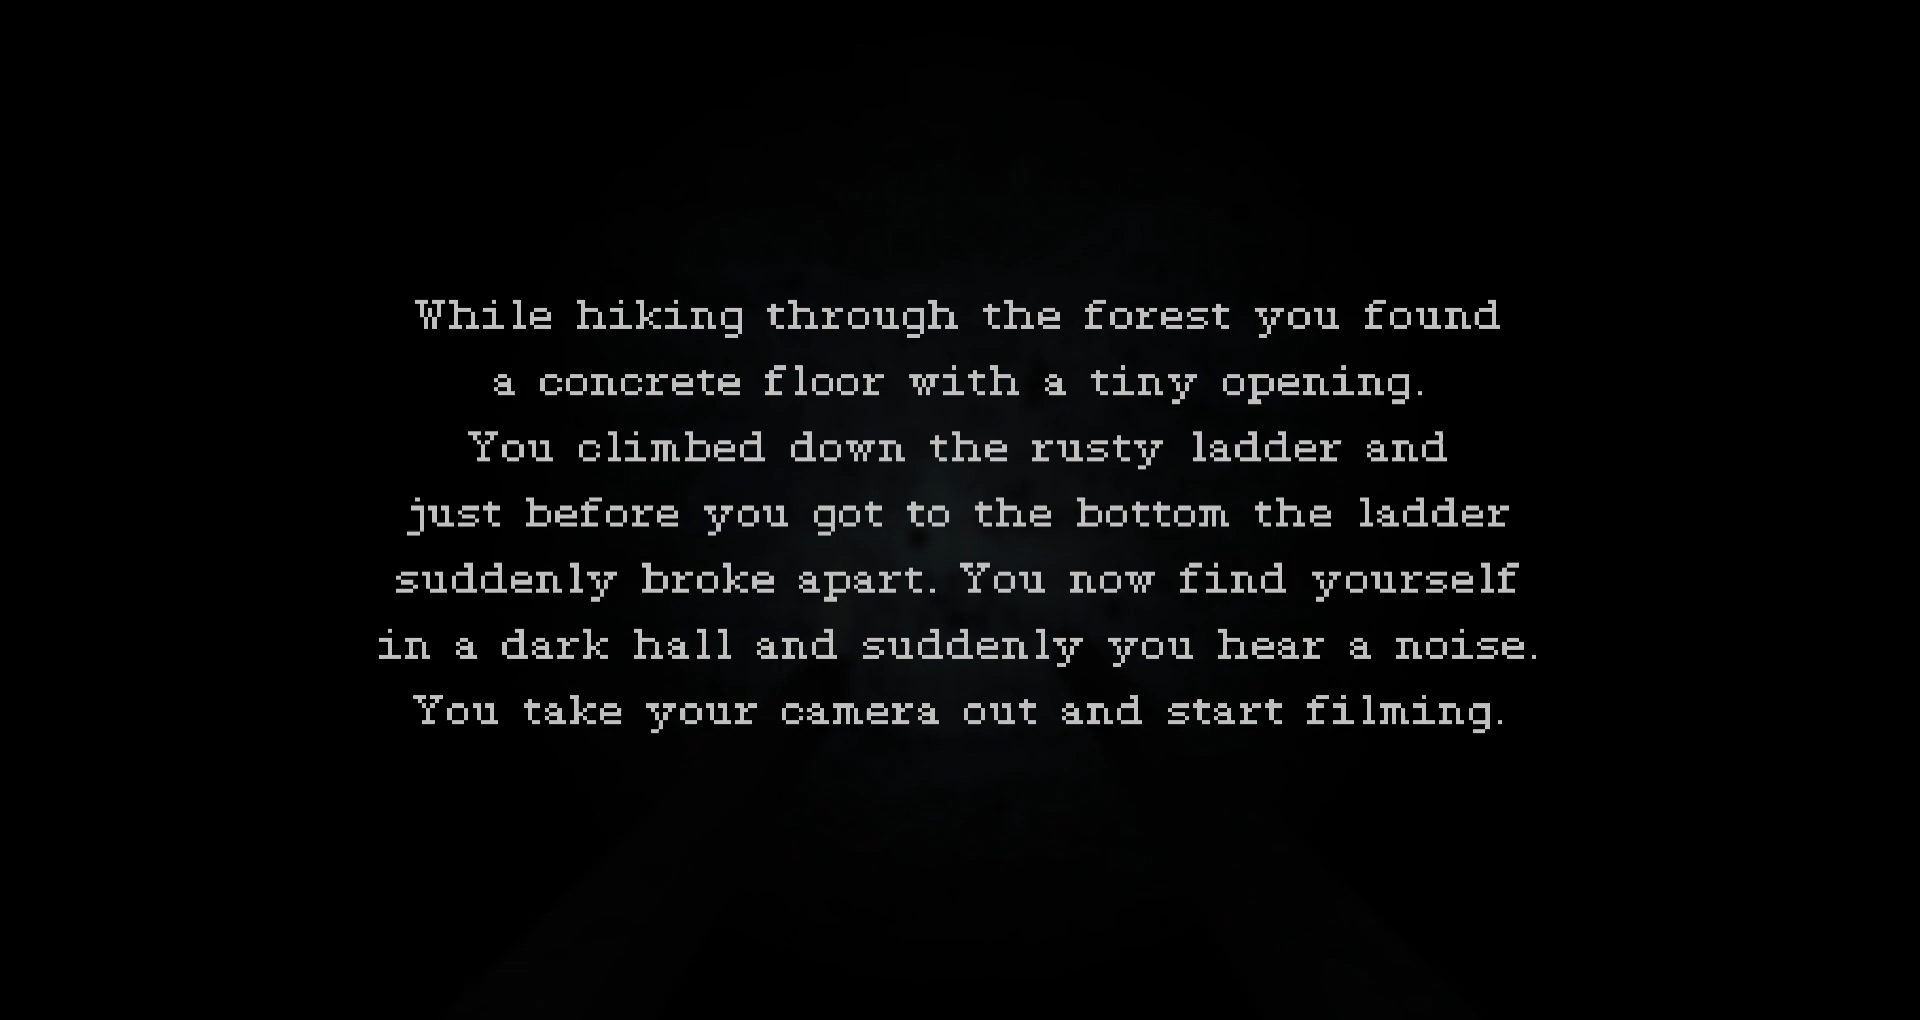 While hiking through the forest you found
a concrete floor with a tiny opening.
You climbed down the rusty ladder and
just before you got to the bottom the ladder
suddenly broke apart. You now find yourself
in a dark hall and suddenly you hear a noise.
You take your camera out and start filming.